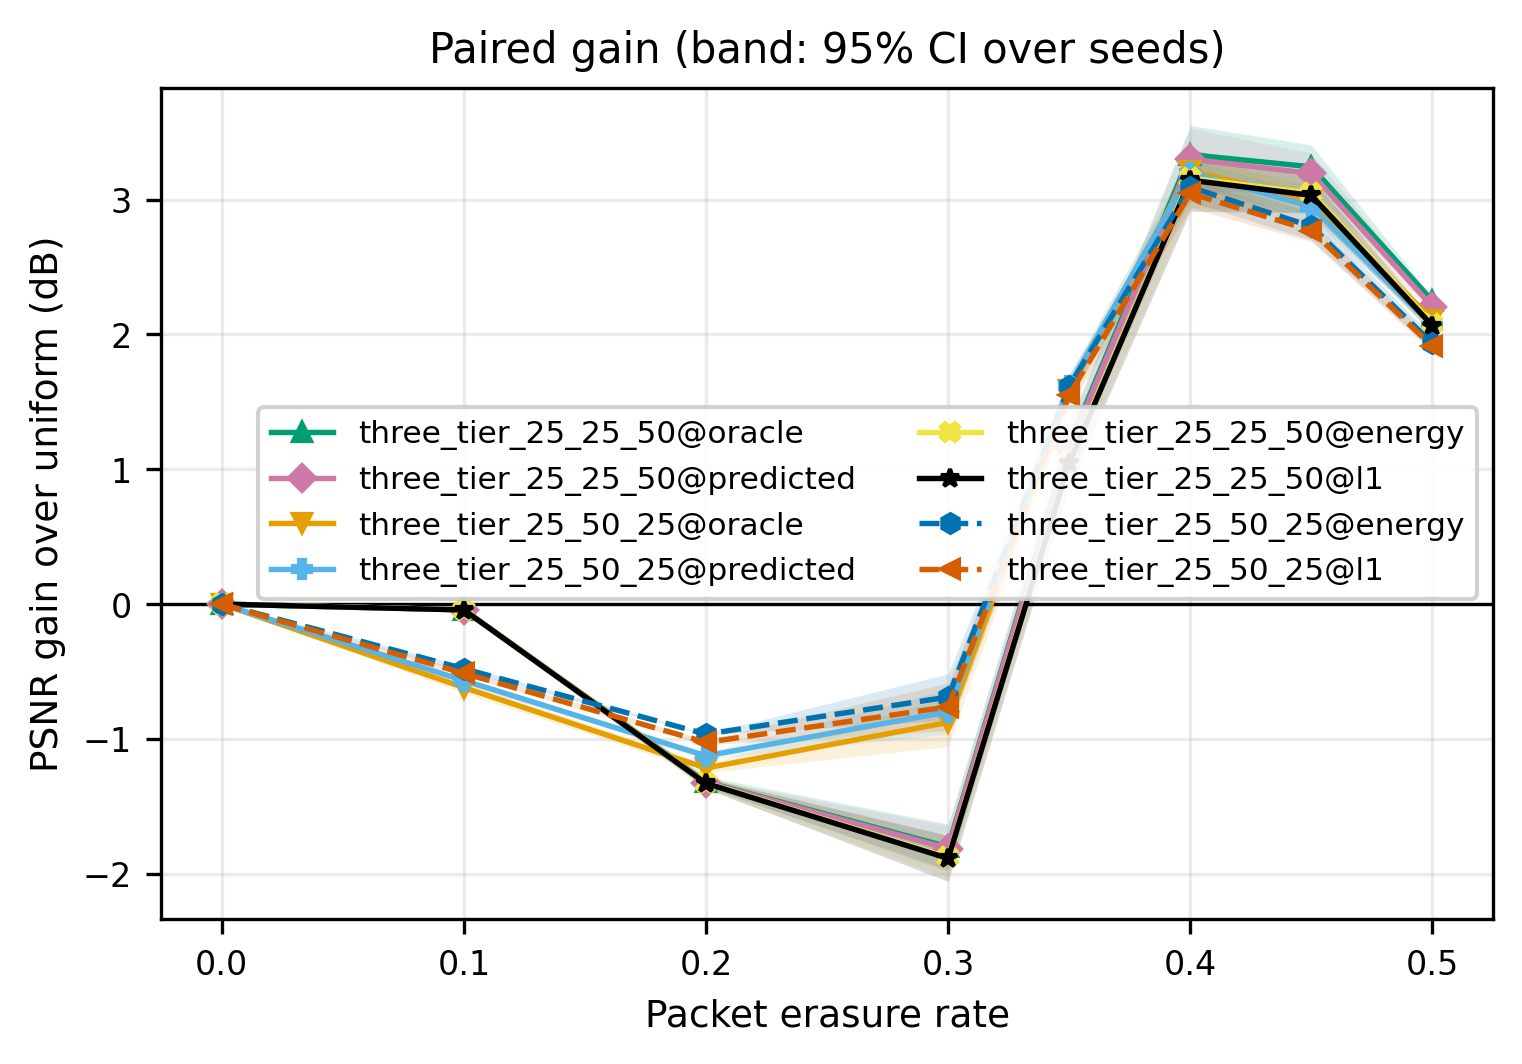 Paired gain (band: 95% CI over seeds)
PSNR gain over uniform (dB)
3
2
1
0
−1
−2
three_tier_25_25_50@oracle
three_tier_25_25_50@predicted
three_tier_25_50_25@oracle
three_tier_25_50_25@predicted
three_tier_25_25_50@energy
three_tier_25_25_50@l1
three_tier_25_50_25@energy
three_tier_25_50_25@l1
0.0 0.1 0.2 0.3 0.4 0.5
Packet erasure rate